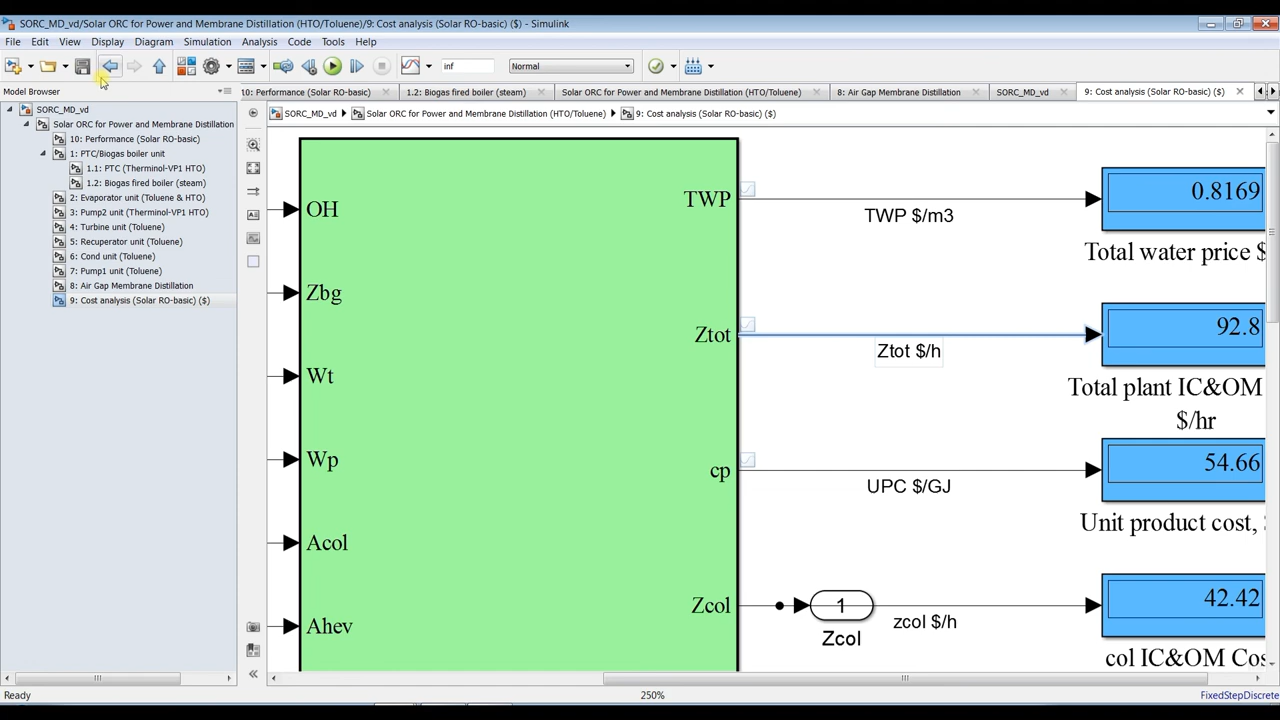 SORC_MD_vd/Solar ORC for Power and Membrane Distillation (HTO/Toluene)/9: Cost analysis (Solar RO-basic) ($) - Simulink
File Edit View Display Diagram Simulation Analysis Code Tools Help
inf Normal
Model Browser
10: Performance (Solar RO-basic) 1.2: Biogas fired boiler (steam) Solar ORC for Power and Membrane Distillation (HTO/Toluene) 8: Air Gap Membrane Distillation SORC_MD_vd 9: Cost analysis (Solar RO-basic) ($)
SORC_MD_vd Solar ORC for Power and Membrane Distillation (HTO/Toluene) 9: Cost analysis (Solar RO-basic) ($)
SORC_MD_vd
Solar ORC for Power and Membrane Distillation
10: Performance (Solar RO-basic)
1: PTC/Biogas boiler unit
1.1: PTC (Therminol-VP1 HTO)
1.2: Biogas fired boiler (steam)
2: Evaporator unit (Toluene & HTO)
3: Pump2 unit (Therminol-VP1 HTO)
4: Turbine unit (Toluene)
5: Recuperator unit (Toluene)
6: Cond unit (Toluene)
7: Pump1 unit (Toluene)
8: Air Gap Membrane Distillation
9: Cost analysis (Solar RO-basic) ($)
OH
Zbg
Wt
Wp
Acol
Ahev
TWP
TWP $/m3
0.8169
Total water price $
Ztot
Ztot $/h
92.8
Total plant IC&OM
$/hr
cp
UPC $/GJ
54.66
Unit product cost,
Zcol
1
Zcol
zcol $/h
42.42
col IC&OM Cos
Ready 250% FixedStepDiscrete